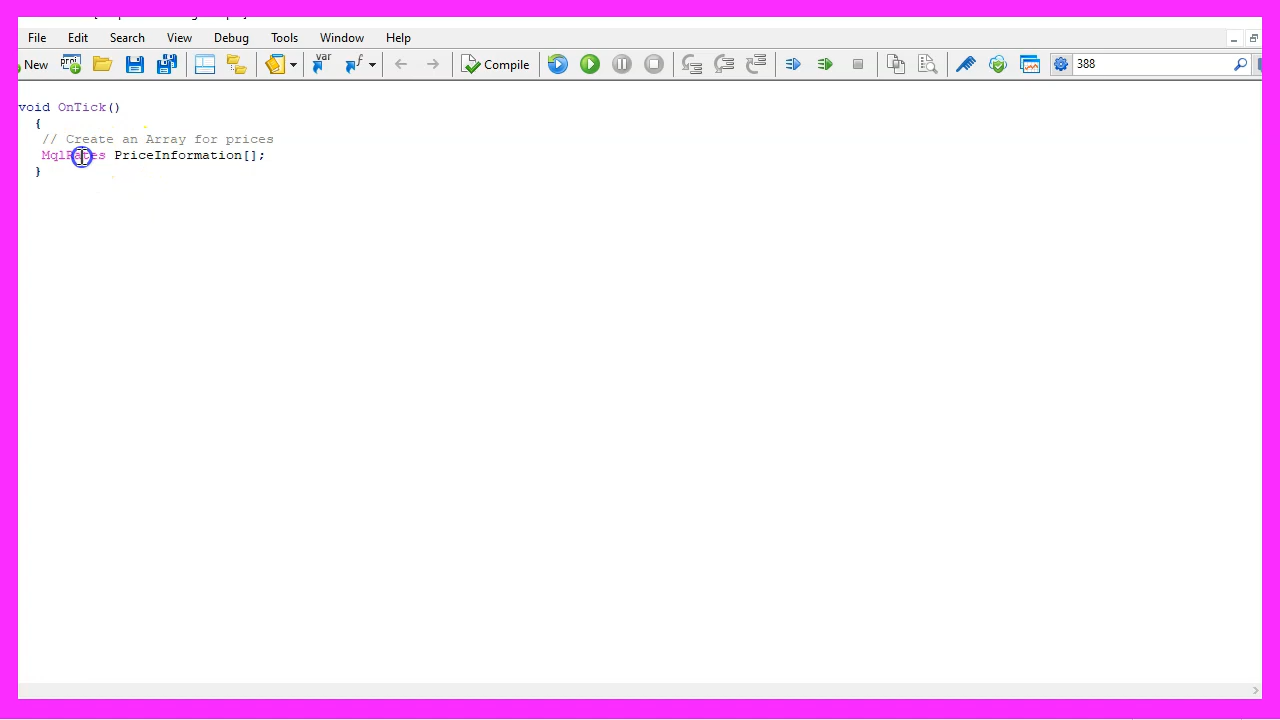 File Edit Search View Debug Tools Window Help
New var f Compile 388
void OnTick()
{
// Create an Array for prices
MqlRates PriceInformation[];
}